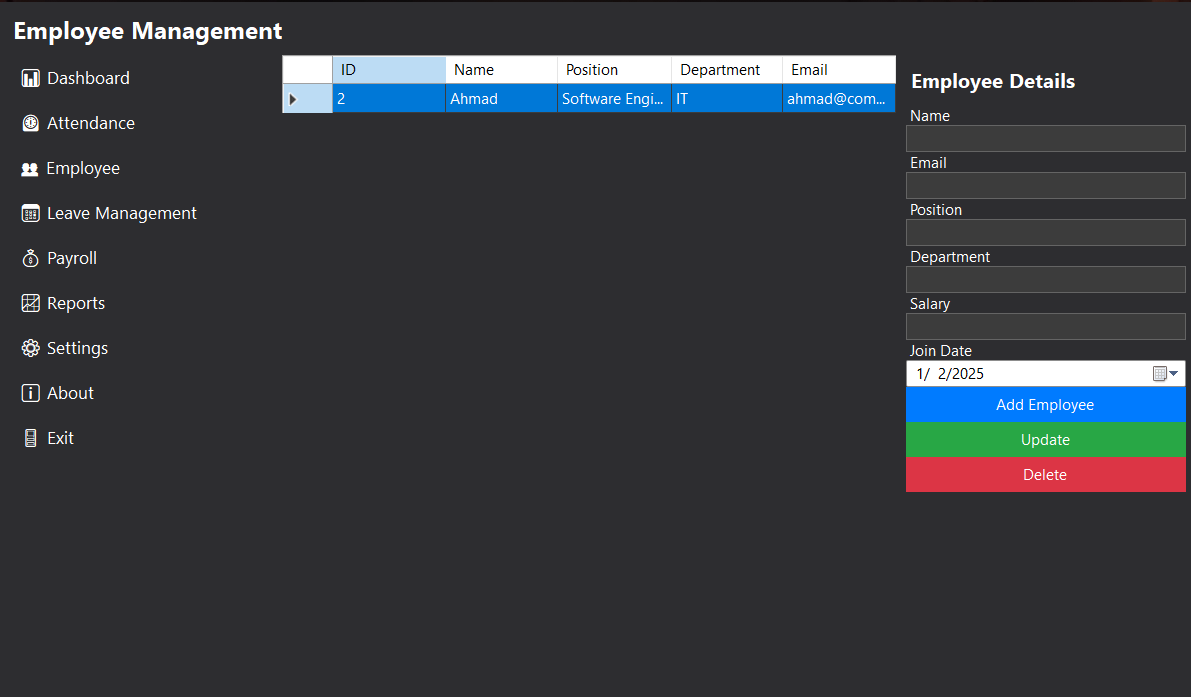 Employee Management
Dashboard
Attendance
Employee
Leave Management
Payroll
Reports
Settings
About
Exit
ID Name Position Department Email
2 Ahmad Software Engi... IT ahmad@com...
Employee Details
Name
Email
Position
Department
Salary
Join Date
1/ 2/2025
Add Employee
Update
Delete